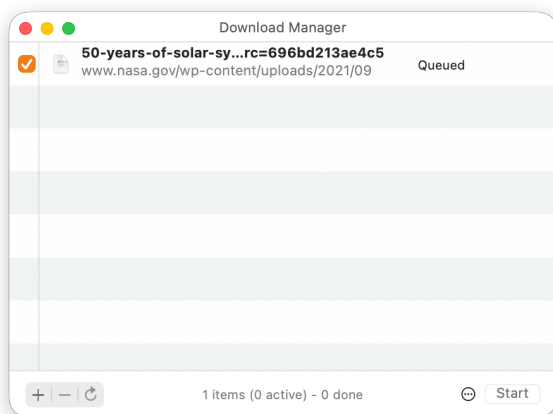 Download Manager
50-years-of-solar-sy...rc=696bd213ae4c5
www.nasa.gov/wp-content/uploads/2021/09
Queued
1 items (0 active) - 0 done
Start